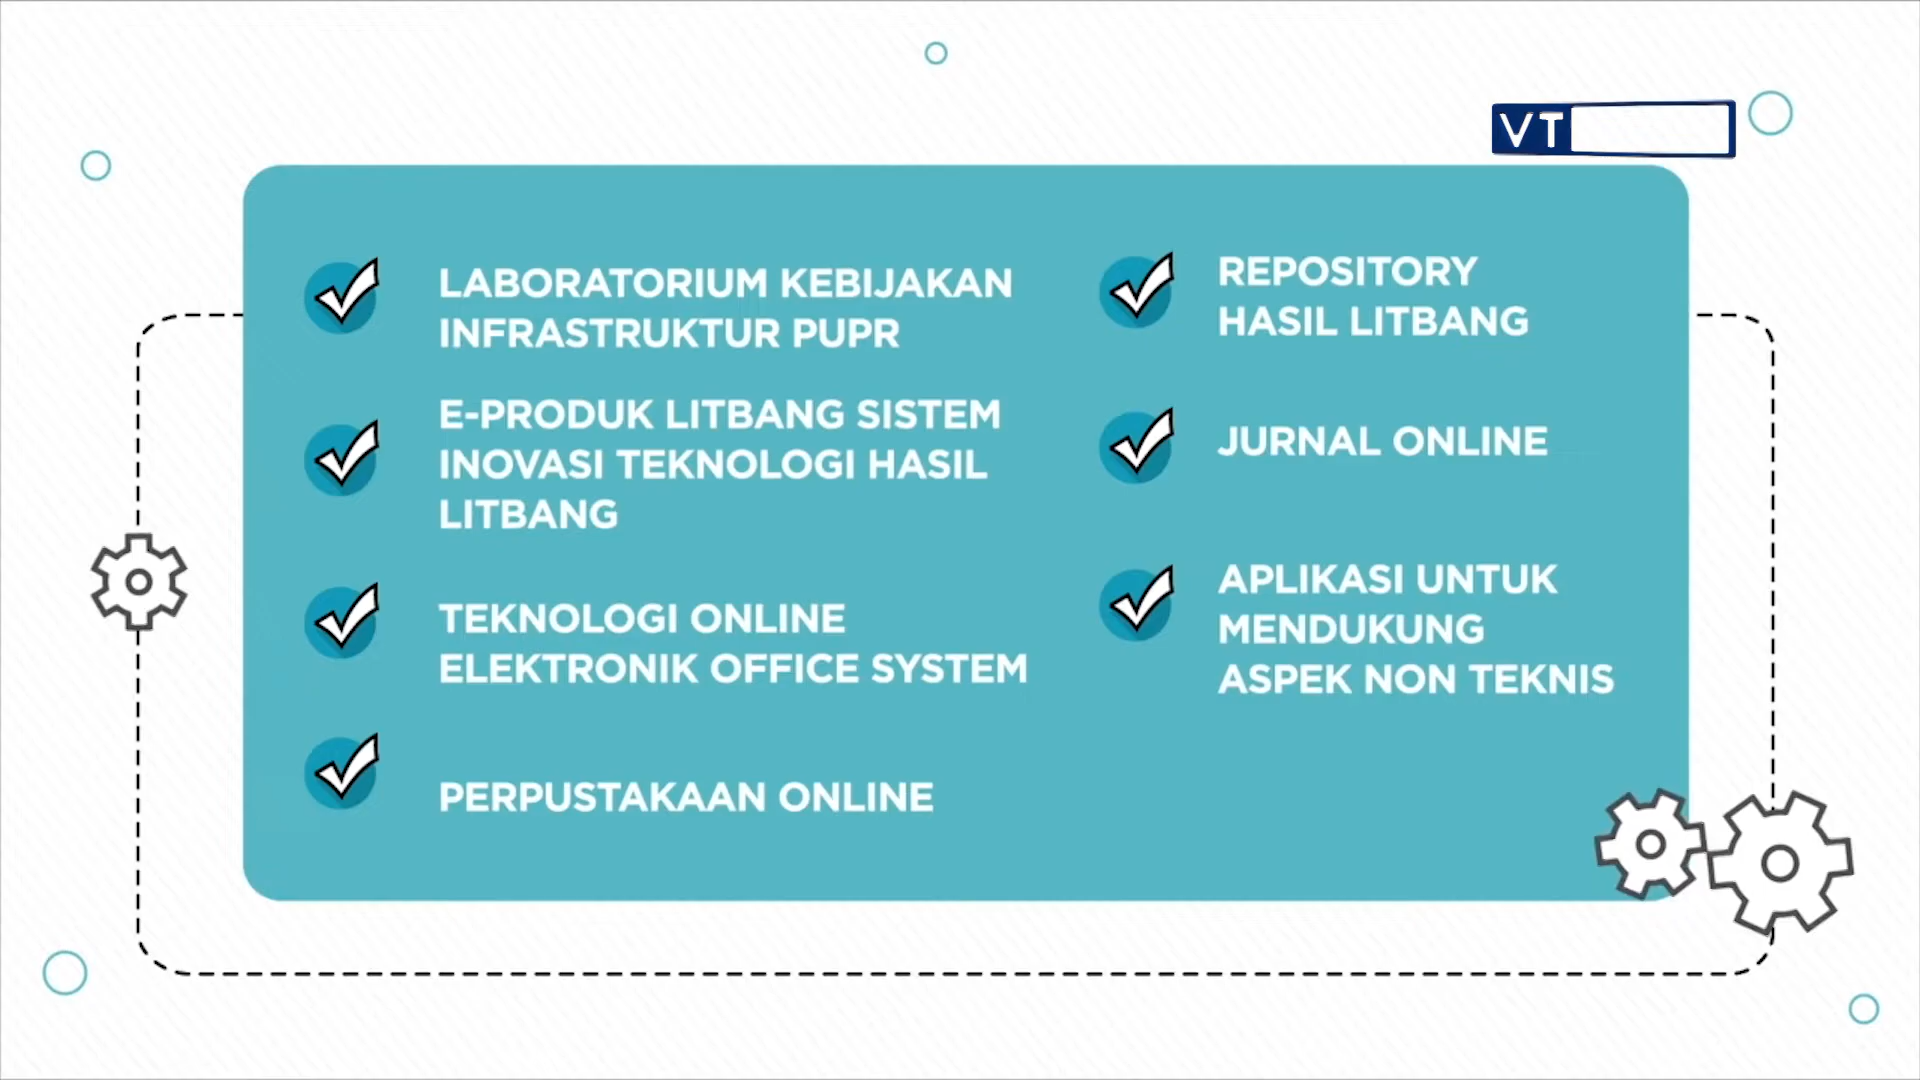 VT
LABORATORIUM KEBIJAKAN
INFRASTRUKTUR PUPR
E-PRODUK LITBANG SISTEM
INOVASI TEKNOLOGI HASIL
LITBANG
TEKNOLOGI ONLINE
ELEKTRONIK OFFICE SYSTEM
PERPUSTAKAAN ONLINE
REPOSITORY
HASIL LITBANG
JURNAL ONLINE
APLIKASI UNTUK
MENDUKUNG
ASPEK NON TEKNIS